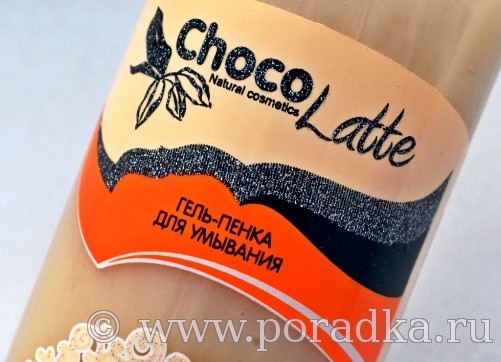 Choco
Natural cosmetics
Latte
ГЕЛЬ-ПЕНКА
ДЛЯ УМЫВАНИЯ
© www.poradka.ru